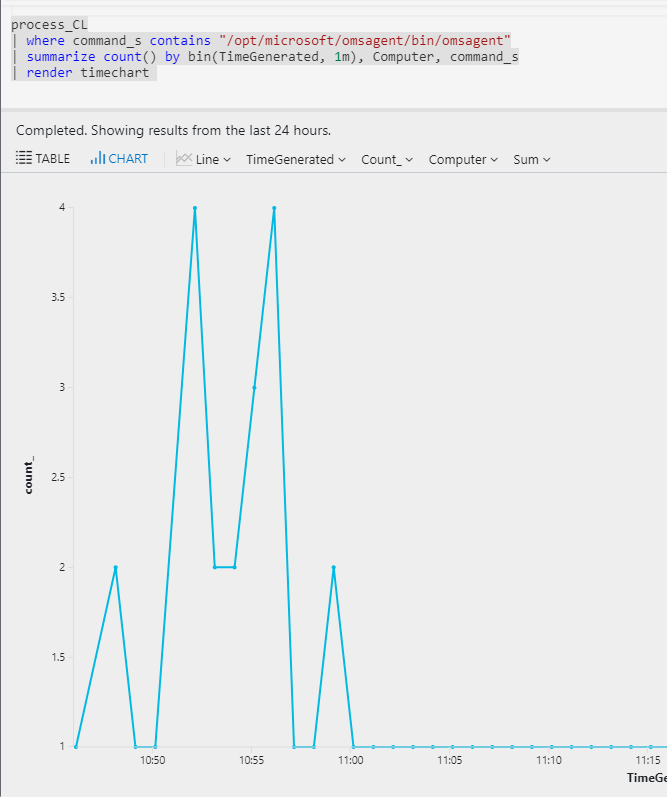 process_CL
| where command_s contains "/opt/microsoft/omsagent/bin/omsagent"
| summarize count() by bin(TimeGenerated, 1m), Computer, command_s
| render timechart
Completed. Showing results from the last 24 hours.
TABLE CHART Line TimeGenerated Count_ Computer Sum
4
3.5
3
2.5
count_
2
1.5
1
10:50 10:55 11:00 11:05 11:10 11:15
TimeGe